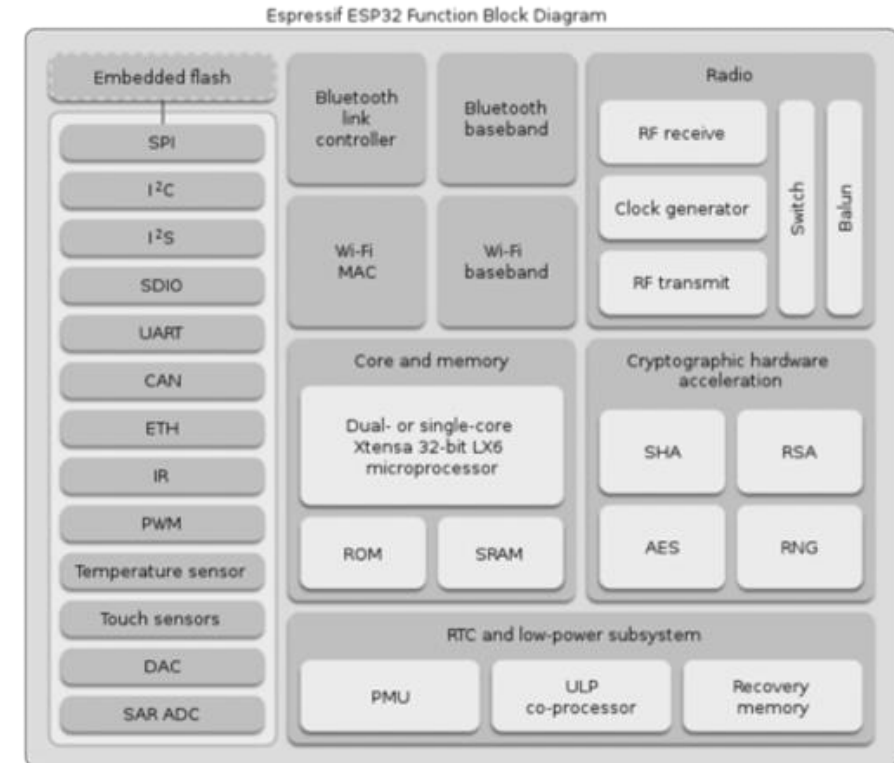 Espressif ESP32 Function Block Diagram
Embedded flash
SPI
I²C
I²S
SDIO
UART
CAN
ETH
IR
PWM
Temperature sensor
Touch sensors
DAC
SAR ADC
Bluetooth
link
controller
Bluetooth
baseband
Wi-Fi
MAC
Wi-Fi
baseband
Radio
RF receive
Clock generator
RF transmit
Switch
Balun
Core and memory
Dual- or single-core
Xtensa 32-bit LX6
microprocessor
ROM
SRAM
Cryptographic hardware
acceleration
SHA
RSA
AES
RNG
RTC and low-power subsystem
PMU
ULP
co-processor
Recovery
memory